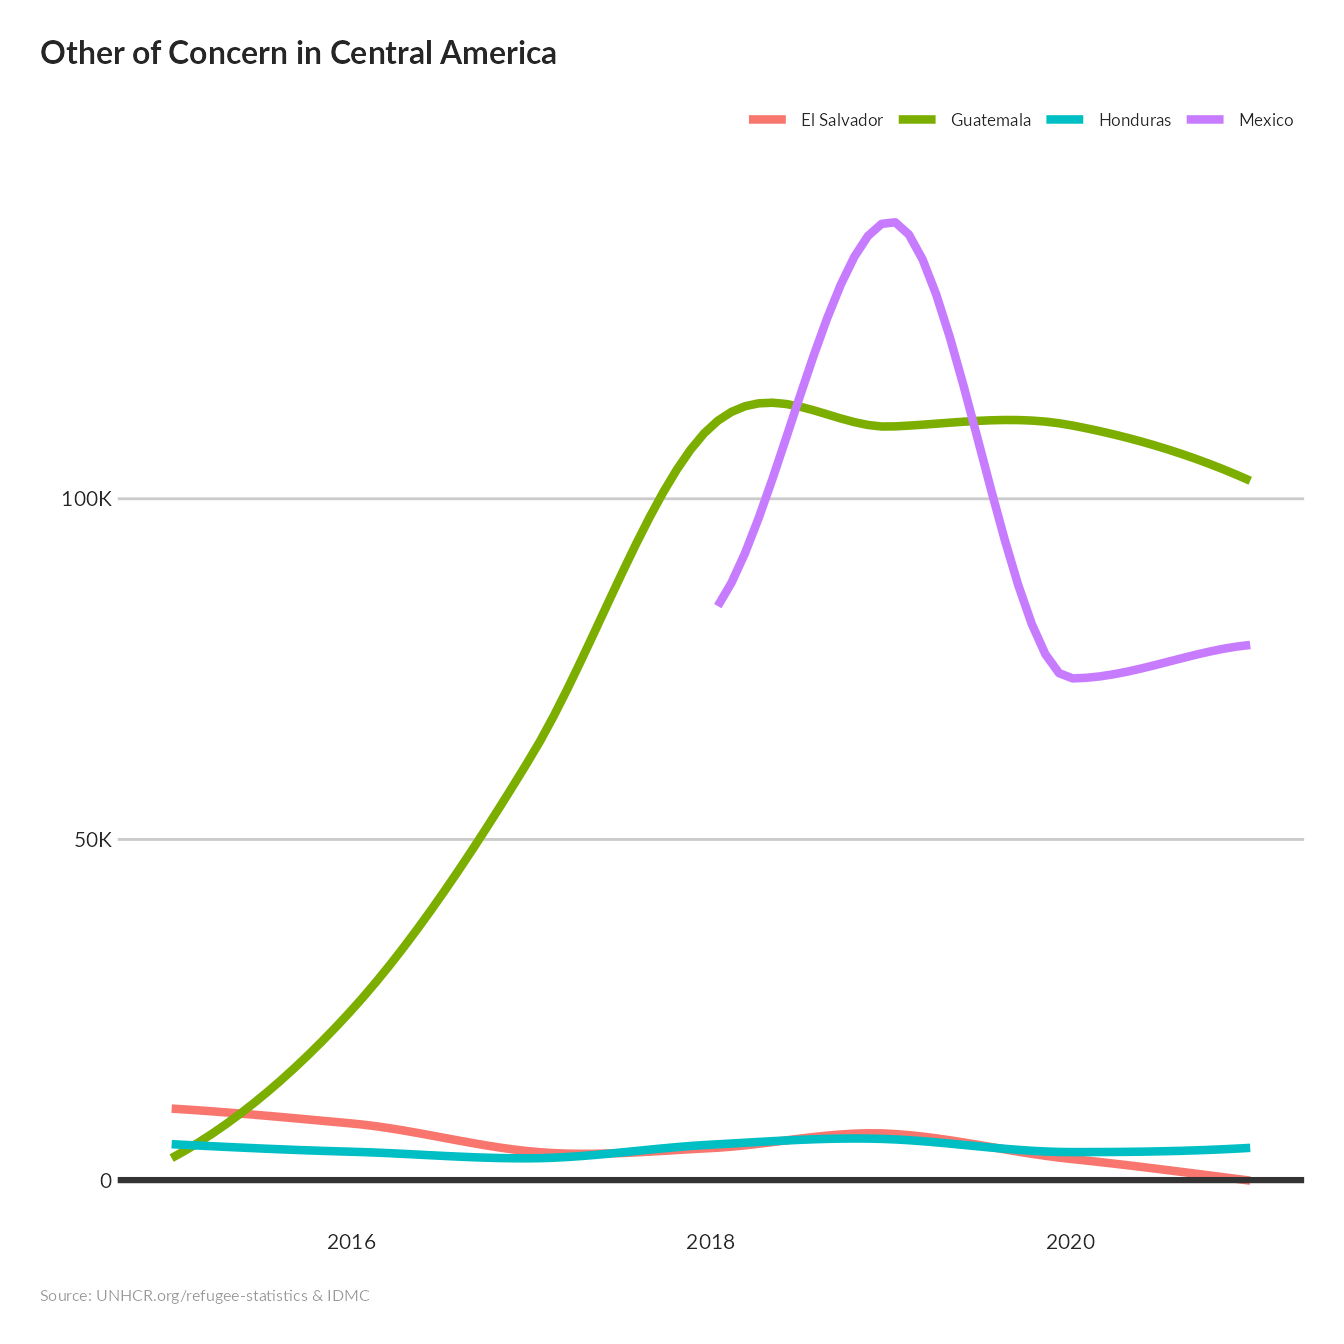 Other of Concern in Central America
El Salvador Guatemala Honduras Mexico
100K
50K
0
2016 2018 2020
Source: UNHCR.org/refugee-statistics & IDMC